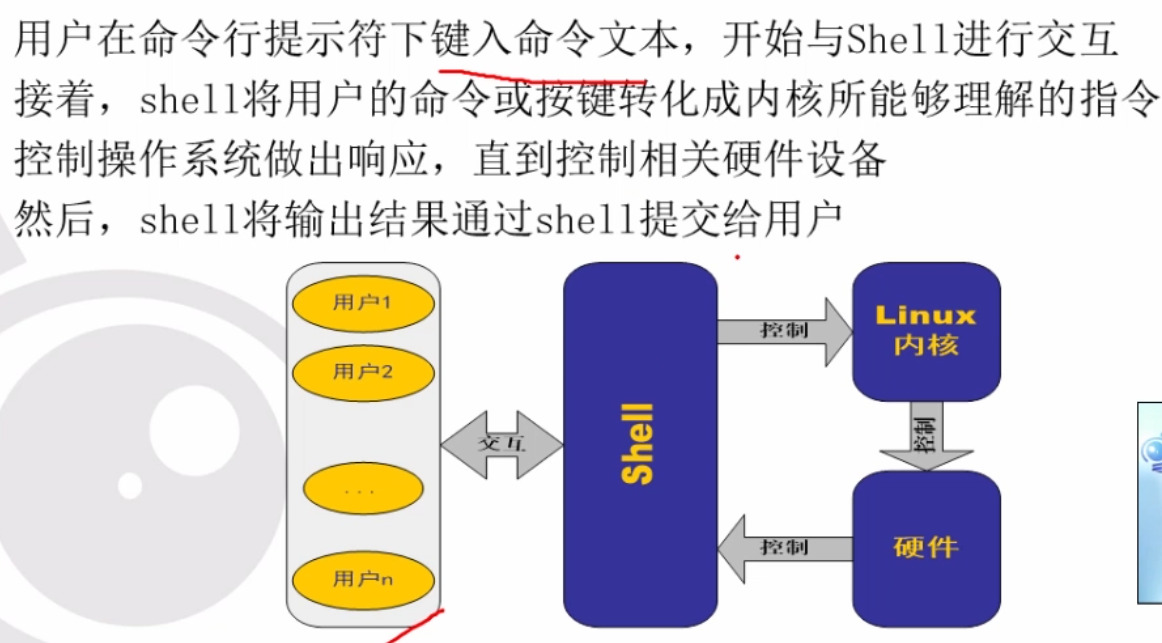 用户在命令行提示符下键入命令文本，开始与Shell进行交互
接着，shell将用户的命令或按键转化成内核所能够理解的指令
控制操作系统做出响应，直到控制相关硬件设备
然后，shell将输出结果通过shell提交给用户
用户1
用户2
...
用户n
交互
Shell
控制
Linux
内核
控制
硬件
控制